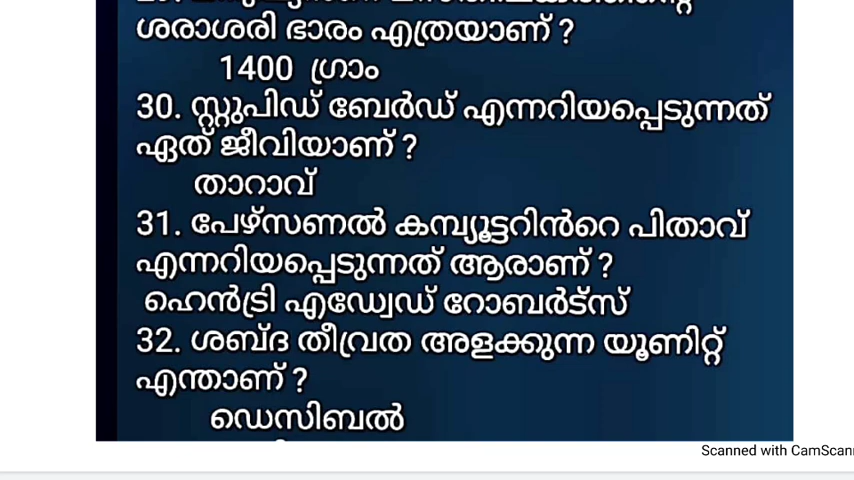 ശരാശരി ഭാരം എത്രയാണ് ?
1400 ഗ്രാം
30. സ്റ്റുപിഡ് ബേർഡ് എന്നറിയപ്പെടുന്നത്
ഏത് ജീവിയാണ് ?
താറാവ്
31. പേഴ്സണൽ കമ്പ്യൂട്ടറിൻറെ പിതാവ്
എന്നറിയപ്പെടുന്നത് ആരാണ് ?
ഹെൻട്രി എഡ്വേഡ് റോബർട്സ്
32. ശബ്ദ തീവ്രത അളക്കുന്ന യൂണിറ്റ്
എന്താണ് ?
ഡെസിബൽ
Scanned with